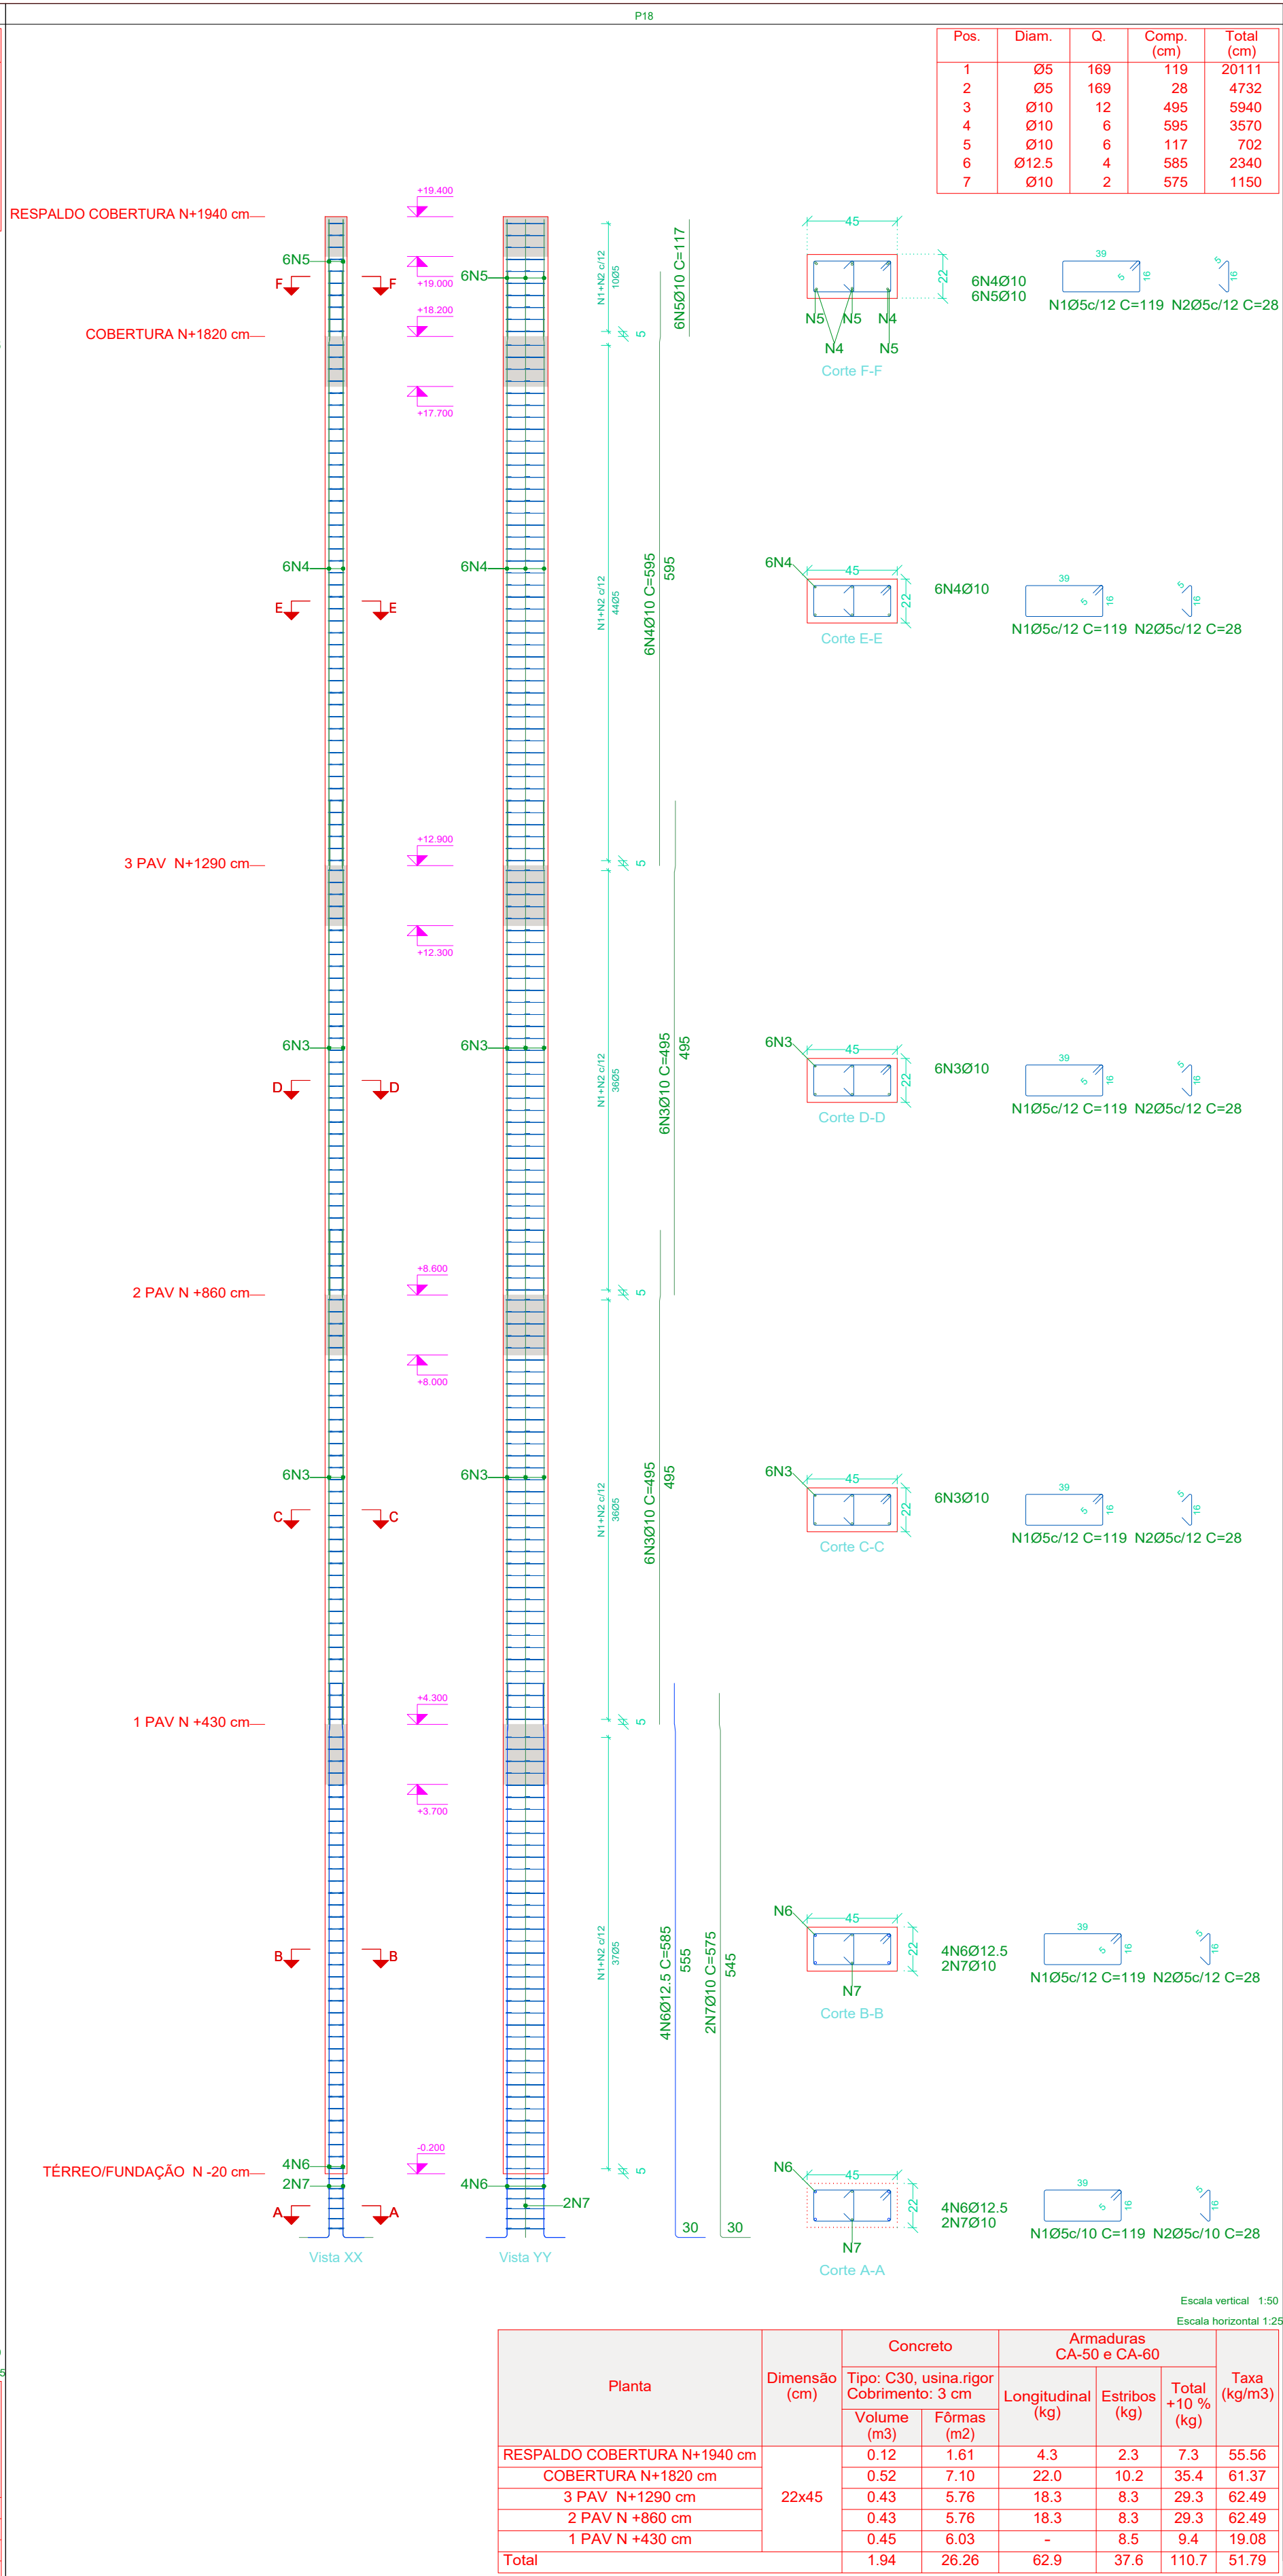 P18
Pos. Diam. Q. Comp. (cm) Total (cm)
1 Ø5 169 119 20111
2 Ø5 169 28 4732
3 Ø10 12 495 5940
4 Ø10 6 595 3570
5 Ø10 6 117 702
6 Ø12.5 4 585 2340
7 Ø10 2 575 1150
+19.400
RESPALDO COBERTURA N+1940 cm
6N5
6N5
F F
+19.000
N1+N2 c/12
10Ø5
6N5Ø10 C=117
45
22
6N4Ø10
6N5Ø10
39
16
5
5
16
N1Ø5c/12 C=119 N2Ø5c/12 C=28
N5 N5 N4
N4 N5
Corte F-F
+18.200
COBERTURA N+1820 cm
5
+17.700
6N4
6N4
E E
N1+N2 c/12
44Ø5
6N4Ø10 C=595
595
6N4
45
22
6N4Ø10
39
16
5
5
16
N1Ø5c/12 C=119 N2Ø5c/12 C=28
Corte E-E
+12.900
3 PAV N+1290 cm
5
+12.300
6N3
6N3
D D
N1+N2 c/12
36Ø5
6N3Ø10 C=495
495
6N3
45
22
6N3Ø10
39
16
5
5
16
N1Ø5c/12 C=119 N2Ø5c/12 C=28
Corte D-D
+8.600
2 PAV N +860 cm
5
+8.000
6N3
6N3
C C
N1+N2 c/12
36Ø5
6N3Ø10 C=495
495
6N3
45
22
6N3Ø10
39
16
5
5
16
N1Ø5c/12 C=119 N2Ø5c/12 C=28
Corte C-C
+4.300
1 PAV N +430 cm
5
+3.700
B B
N1+N2 c/12
37Ø5
4N6Ø12.5 C=585
555
2N7Ø10 C=575
545
N6
45
22
4N6Ø12.5
2N7Ø10
39
16
5
5
16
N1Ø5c/12 C=119 N2Ø5c/12 C=28
N7
Corte B-B
-0.200
TÉRREO/FUNDAÇÃO N -20 cm
5
4N6
2N7
4N6
2N7
A A
30 30
N6
45
22
4N6Ø12.5
2N7Ø10
39
16
5
5
16
N1Ø5c/10 C=119 N2Ø5c/10 C=28
N7
Corte A-A
Vista XX Vista YY
Escala vertical 1:50
Escala horizontal 1:25
Planta
Dimensão (cm)
Concreto
Tipo: C30, usina.rigor
Cobrimento: 3 cm
Volume (m3)
Fôrmas (m2)
Armaduras
CA-50 e CA-60
Longitudinal (kg)
Estribos (kg)
Total +10 % (kg)
Taxa (kg/m3)
RESPALDO COBERTURA N+1940 cm 0.12 1.61 4.3 2.3 7.3 55.56
COBERTURA N+1820 cm 0.52 7.10 22.0 10.2 35.4 61.37
3 PAV N+1290 cm 22x45 0.43 5.76 18.3 8.3 29.3 62.49
2 PAV N +860 cm 0.43 5.76 18.3 8.3 29.3 62.49
1 PAV N +430 cm 0.45 6.03 - 8.5 9.4 19.08
Total 1.94 26.26 62.9 37.6 110.7 51.79